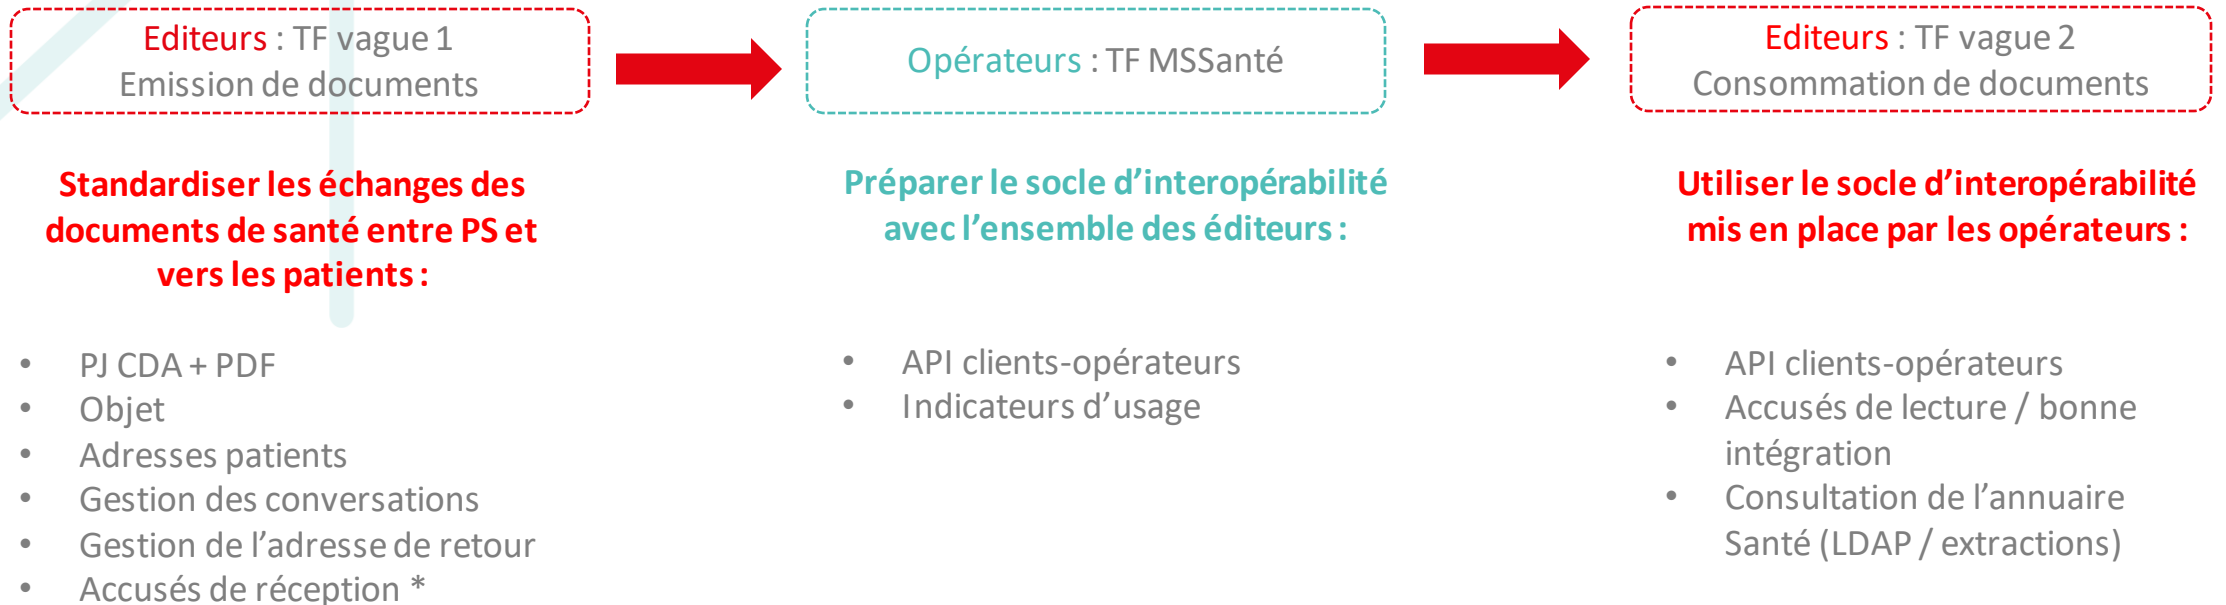 Editeurs : TF vague 1
Emission de documents
Standardiser les échanges des
documents de santé entre PS et
vers les patients :
• PJ CDA + PDF
• Objet
• Adresses patients
• Gestion des conversations
• Gestion de l’adresse de retour
• Accusés de réception *
Opérateurs : TF MSSanté
Préparer le socle d’interopérabilité
avec l’ensemble des éditeurs :
• API clients-opérateurs
• Indicateurs d’usage
Editeurs : TF vague 2
Consommation de documents
Utiliser le socle d’interopérabilité
mis en place par les opérateurs :
• API clients-opérateurs
• Accusés de lecture / bonne
intégration
• Consultation de l’annuaire
Santé (LDAP / extractions)